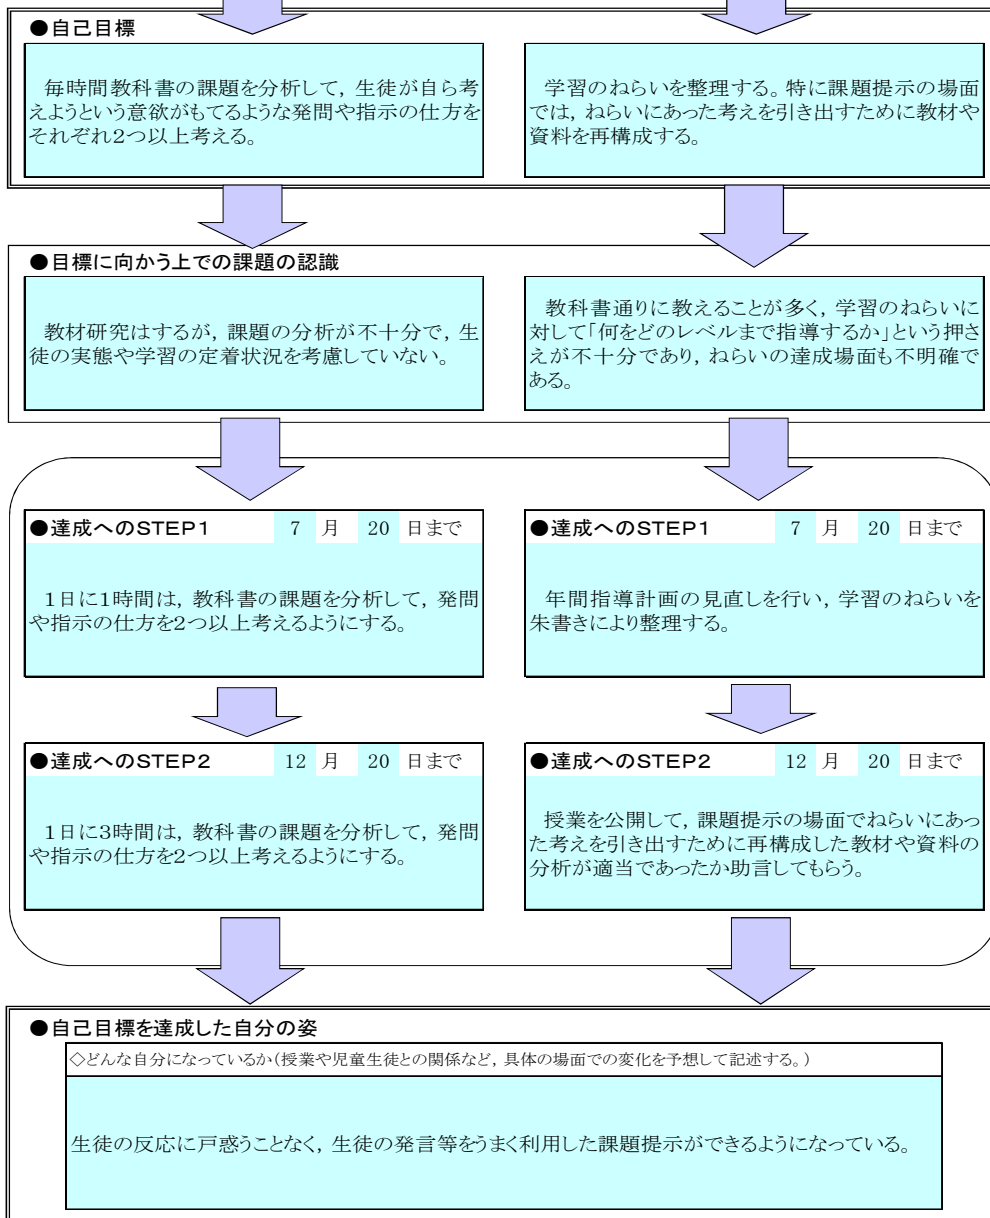 ●自己目標
毎時間教科書の課題を分析して，生徒が自ら考
えようという意欲がもてるような発問や指示の仕方を
それぞれ2つ以上考える。
学習のねらいを整理する。特に課題提示の場面
では，ねらいにあった考えを引き出すために教材や
資料を再構成する。
●目標に向かう上での課題の認識
教材研究はするが，課題の分析が不十分で，生
徒の実態や学習の定着状況を考慮していない。
教科書通りに教えることが多く，学習のねらいに
対して「何をどのレベルまで指導するか」という押さ
えが不十分であり，ねらいの達成場面も不明確で
ある。
●達成へのSTEP1 7 月 20 日まで
1日に1時間は，教科書の課題を分析して，発問
や指示の仕方を2つ以上考えるようにする。
●達成へのSTEP1 7 月 20 日まで
年間指導計画の見直しを行い，学習のねらいを
朱書きにより整理する。
●達成へのSTEP2 12 月 20 日まで
1日に3時間は，教科書の課題を分析して，発問
や指示の仕方を2つ以上考えるようにする。
●達成へのSTEP2 12 月 20 日まで
授業を公開して，課題提示の場面でねらいにあっ
た考えを引き出すために再構成した教材や資料の
分析が適当であったか助言してもらう。
●自己目標を達成した自分の姿
◇どんな自分になっているか（授業や児童生徒との関係など，具体の場面での変化を予想して記述する。）
生徒の反応に戸惑うことなく，生徒の発言等をうまく利用した課題提示ができるようになっている。